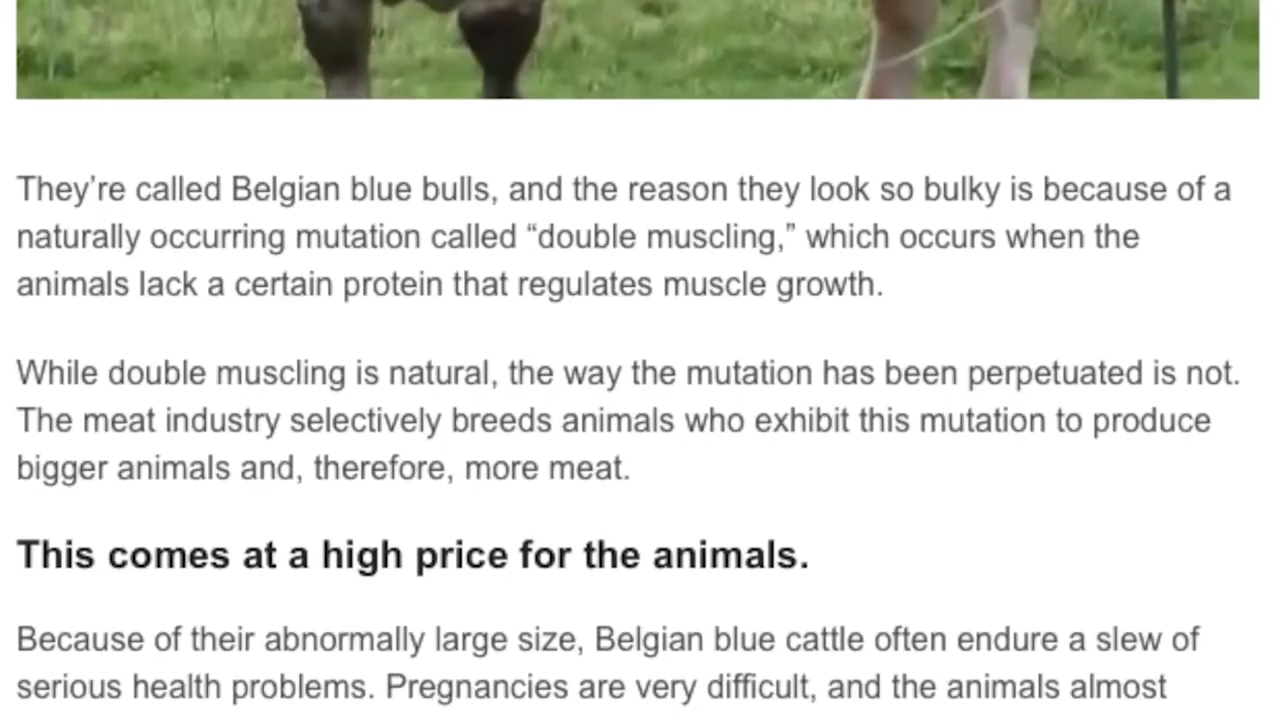 They’re called Belgian blue bulls, and the reason they look so bulky is because of a
naturally occurring mutation called “double muscling,” which occurs when the
animals lack a certain protein that regulates muscle growth.
While double muscling is natural, the way the mutation has been perpetuated is not.
The meat industry selectively breeds animals who exhibit this mutation to produce
bigger animals and, therefore, more meat.
This comes at a high price for the animals.
Because of their abnormally large size, Belgian blue cattle often endure a slew of
serious health problems. Pregnancies are very difficult, and the animals almost